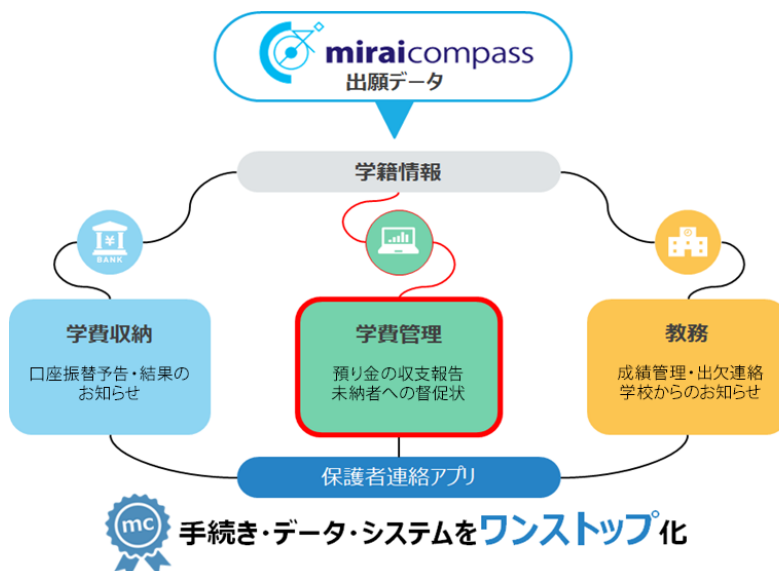 miraicompass
出願データ
学籍情報
¥
BANK
学費収納
口座振替予告・結果の
お知らせ
学費管理
預り金の収支報告
未納者への督促状
教務
成績管理・出欠連絡
学校からのお知らせ
保護者連絡アプリ
mc
手続き・データ・システムをワンストップ化